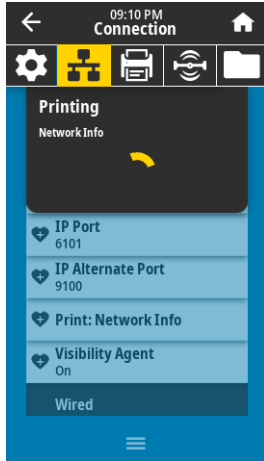 09:10 PM
Connection
Printing
Network Info
IP Port
6101
IP Alternate Port
9100
Print: Network Info
Visibility Agent
On
Wired